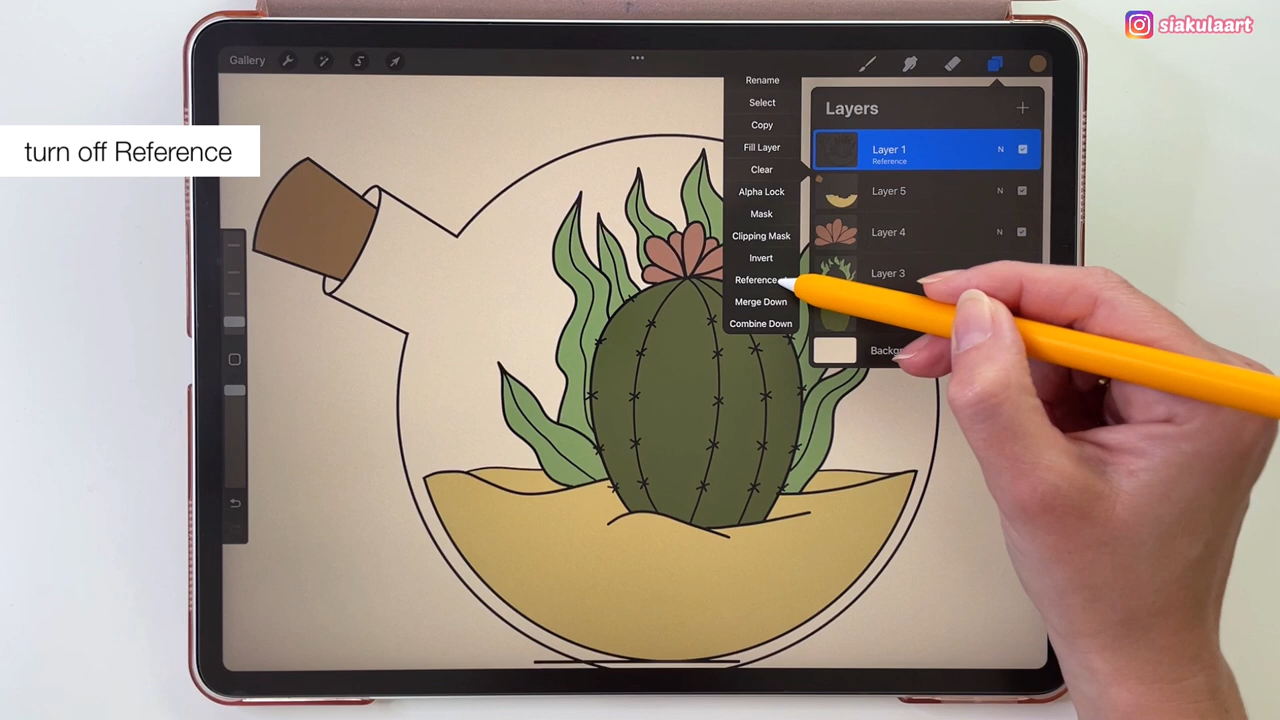 siakulaart
Gallery
turn off Reference
Rename
Select
Copy
Fill Layer
Clear
Alpha Lock
Mask
Clipping Mask
Invert
Reference
Merge Down
Combine Down
Layers
Layer 1
Reference
N
Layer 5
N
Layer 4
N
Layer 3